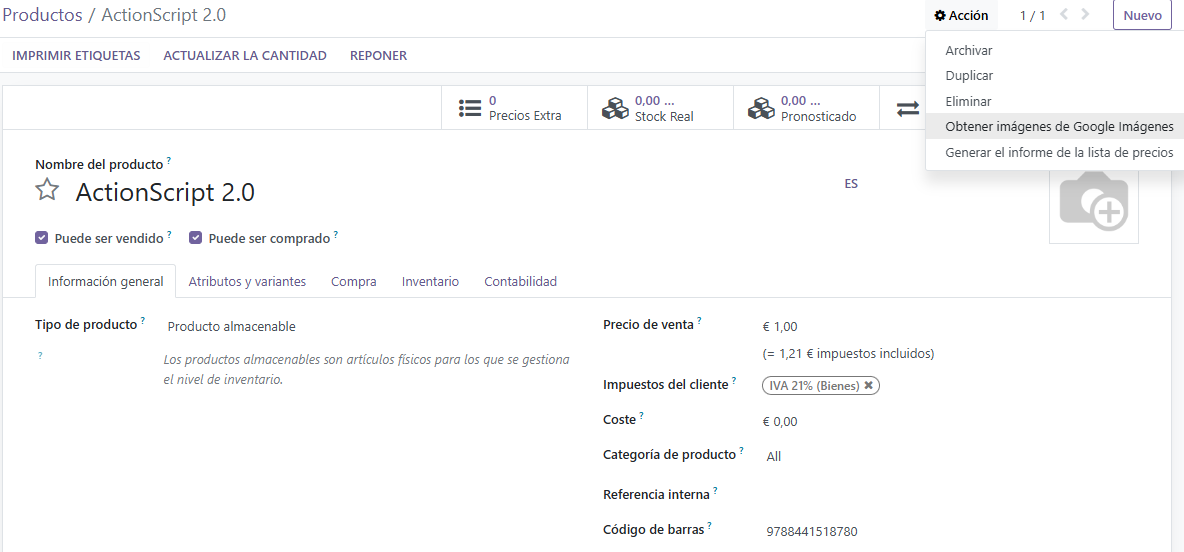 Productos / ActionScript 2.0
Acción
1 / 1
Nuevo
IMPRIMIR ETIQUETAS ACTUALIZAR LA CANTIDAD REPONER
Archivar
Duplicar
Eliminar
Obtener imágenes de Google Imágenes
Generar el informe de la lista de precios
0
Precios Extra
0,00 ...
Stock Real
0,00 ...
Pronosticado
Nombre del producto ?
ActionScript 2.0
ES
Puede ser vendido ? Puede ser comprado ?
Información general Atributos y variantes Compra Inventario Contabilidad
Tipo de producto ? Producto almacenable
? Los productos almacenables son artículos físicos para los que se gestiona
el nivel de inventario.
Precio de venta ? € 1,00
(= 1,21 € impuestos incluidos)
Impuestos del cliente ? IVA 21% (Bienes) ✖
Coste ? € 0,00
Categoría de producto ? All
Referencia interna ?
Código de barras ? 9788441518780